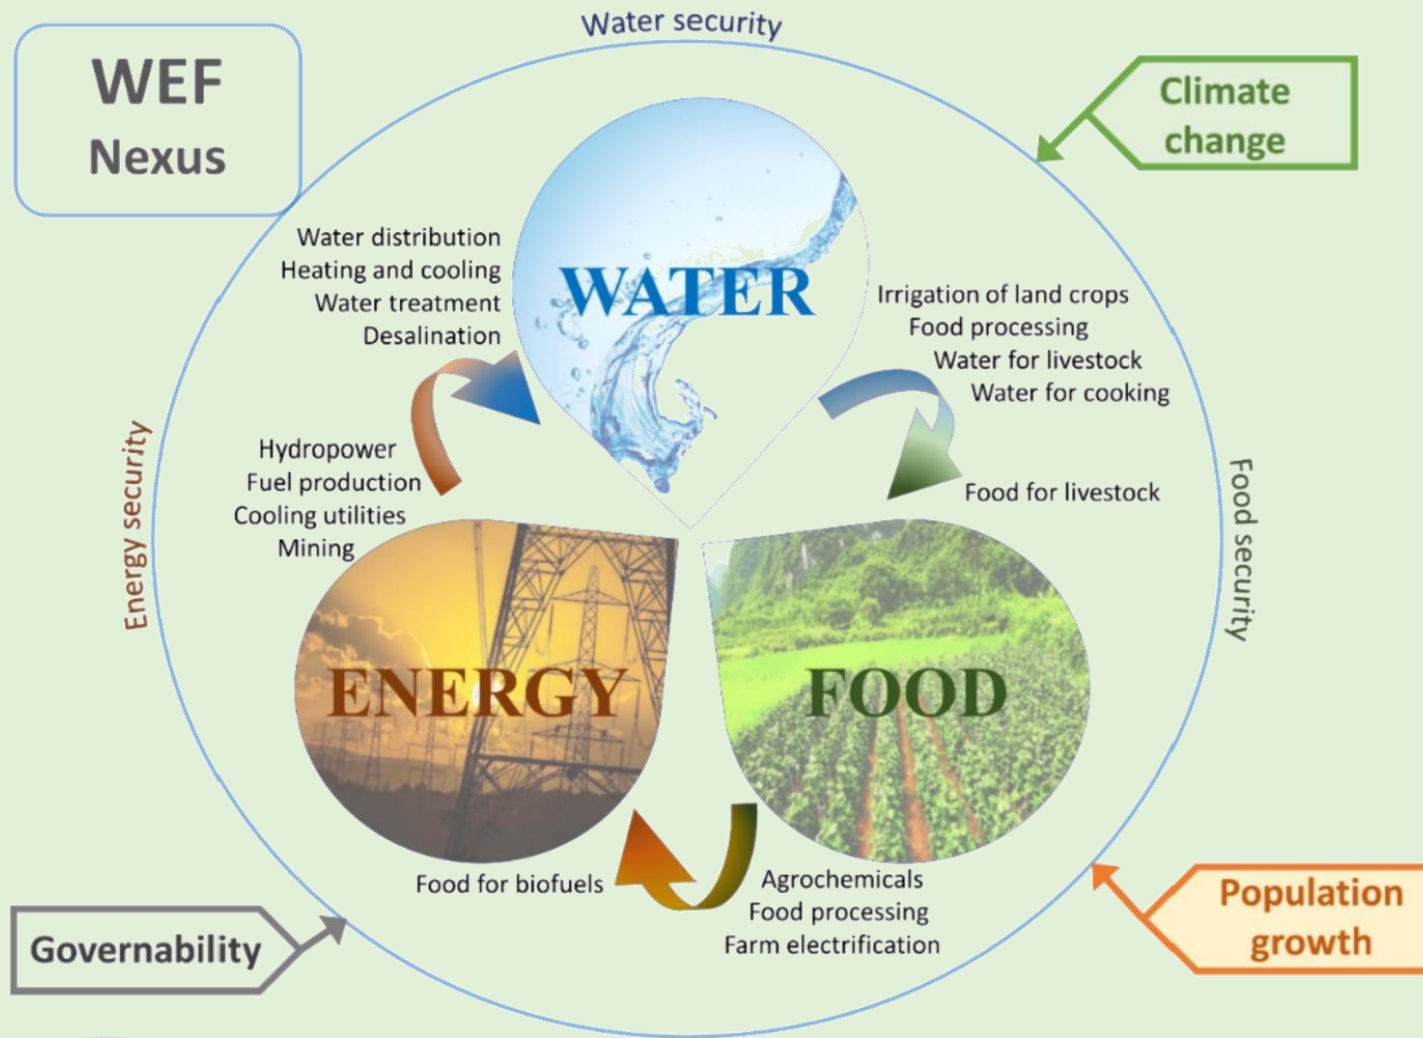 Water security
WEF
Nexus
Climate
change
Water distribution
Heating and cooling
Water treatment
Desalination
WATER
Irrigation of land crops
Food processing
Water for livestock
Water for cooking
Hydropower
Fuel production
Cooling utilities
Mining
Food for livestock
Energy security
Food security
ENERGY
FOOD
Food for biofuels
Agrochemicals
Food processing
Farm electrification
Governability
Population
growth